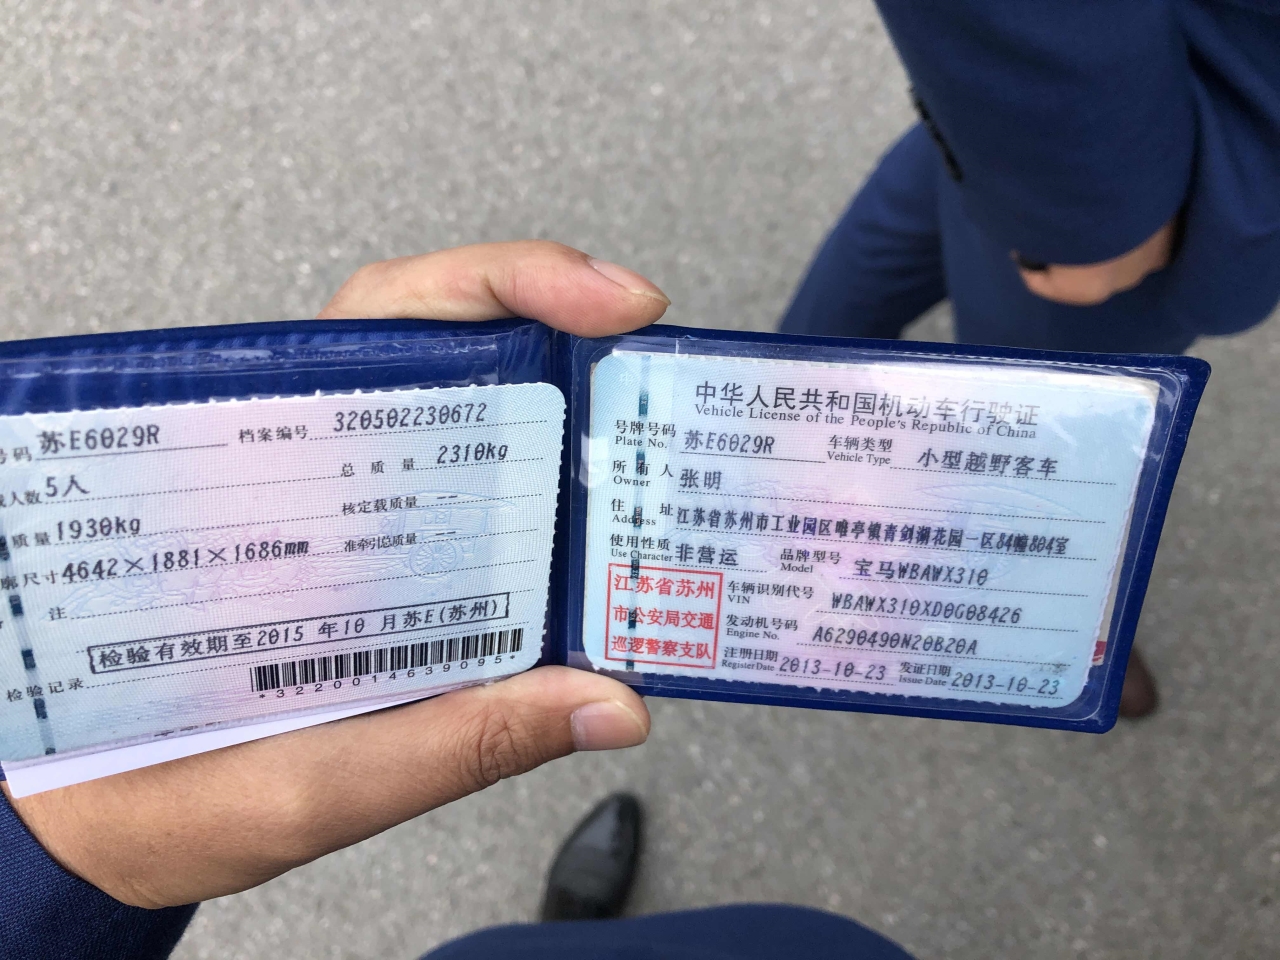 号码 苏E6029R 档案编号 320502230672
人数 5人 总质量 2310kg
质量 1930kg 核定载质量 --
廓尺寸 4642×1881×1686mm 准牵引总质量 --
注
检验有效期至2015 年10 月苏E(苏州)
检验记录
*3220014639095*
中华人民共和国机动车行驶证
Vehicle License of the People's Republic of China
号牌号码 苏E6029R 车辆类型 小型越野客车
Plate No. Vehicle Type
所有人 张明
Owner
住址 江苏省苏州市工业园区唯亭镇青剑湖花园一区84幢804室
Address
使用性质 非营运 品牌型号 宝马WBAWX310
Use Character Model
江苏省苏州
市公安局交通
巡逻警察支队
车辆识别代号 WBAWX310XD0G08426
VIN
发动机号码 A6290490N20B20A
Engine No.
注册日期 2013-10-23 发证日期 2013-10-23
Register Date Issue Date